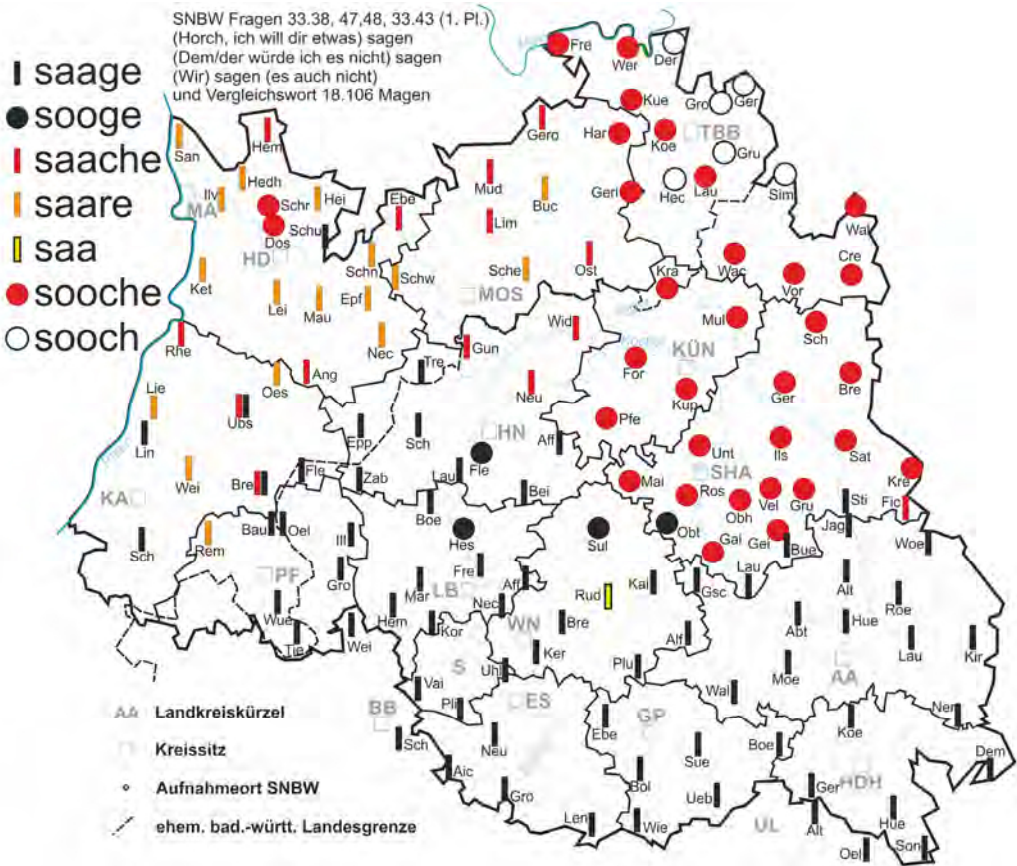 SNBW Fragen 33.38, 47,48, 33.43 (1. Pl.)
(Horch, ich will dir etwas) sagen
(Dem/der würde ich es nicht) sagen
(Wir) sagen (es auch nicht)
und Vergleichswort 18.106 Magen
saage
sooge
saache
saare
saa
sooche
sooch
Fre Wer Der
Kue Gro Ger
San Hem Gero Har Koe TBB
Gru
Hedh Mud Hec Lau Sim
Ilv Hei Ebe Buc Geri
MA Schr Lim Wal
Schu
Dos
HD Schn Schw Sche Ost Kra Wac Cre
Ket Vor
Lei Mau Epf MOS
Wid Mul Sch
Rhe Nec Tre Gun KÜN
For
Lie Oes Ang Neu Kup Ger Bre
Ubs Pfe
Lin Epp Sch HN Aff Unt Ils Sat
Wei Fle Zab Lau Fle Mai SHA Kre
KA Bre Boe Bei Ros Vel Gru Sti Fic
Obh
Sch Rem Bau Oel Ill Hes Sul Obt Gai Gei Bue Jag Woe
PF Gro Mar Fre Aff Kai Gsc Lau Alt
LB Rud Roe
Wue Hem Nec WN Bre Abt Hue
Tie Wei Kor Alf Lau Kir
S Uhl Ker Plu Moe AA
Vai Wal
BB Pli ES Ebe GP Koe Ner
Sch Neu Sue Boe Dem
Aic Bol HDH
Gro Ueb Ger Hue
Len Wie UL Alt
Oel Son
AA Landkreiskürzel
Kreissitz
Aufnahmeort SNBW
ehem. bad.-württ. Landesgrenze